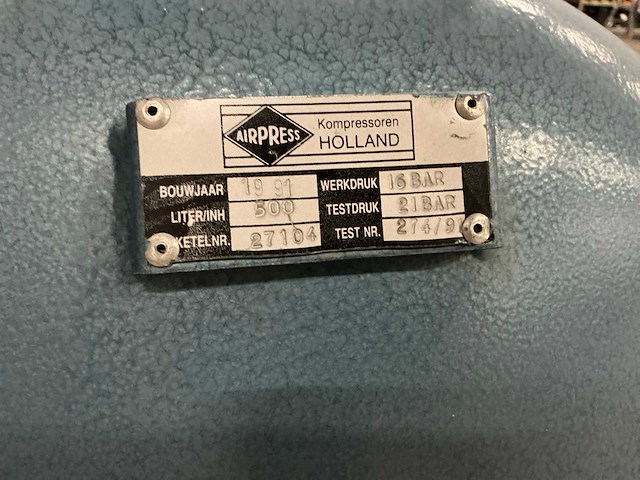 AIRPRESS
Kompressoren
HOLLAND
BOUWJAAR 1991 WERKDRUK 16 BAR
LITER/INH 500 TESTDRUK 21 BAR
KETELNR. 27104 TEST NR.